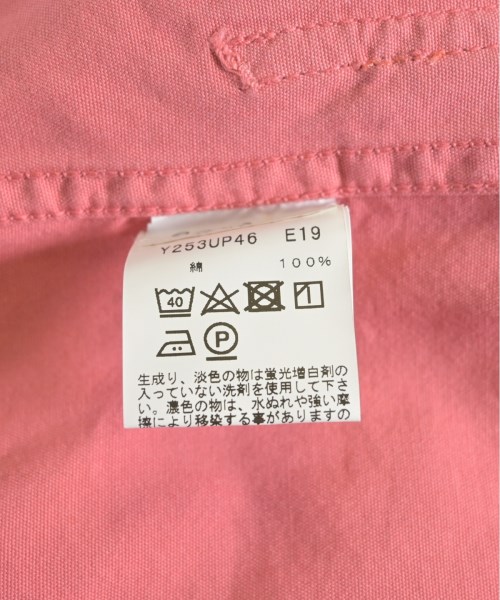 Y253UP46 E19
綿 100%
40
P
生成り、淡色の物は蛍光増白剤の
入っていない洗剤を使用して下さ
い。濃色の物は、水ぬれや強い摩
擦により移染する事がありますの